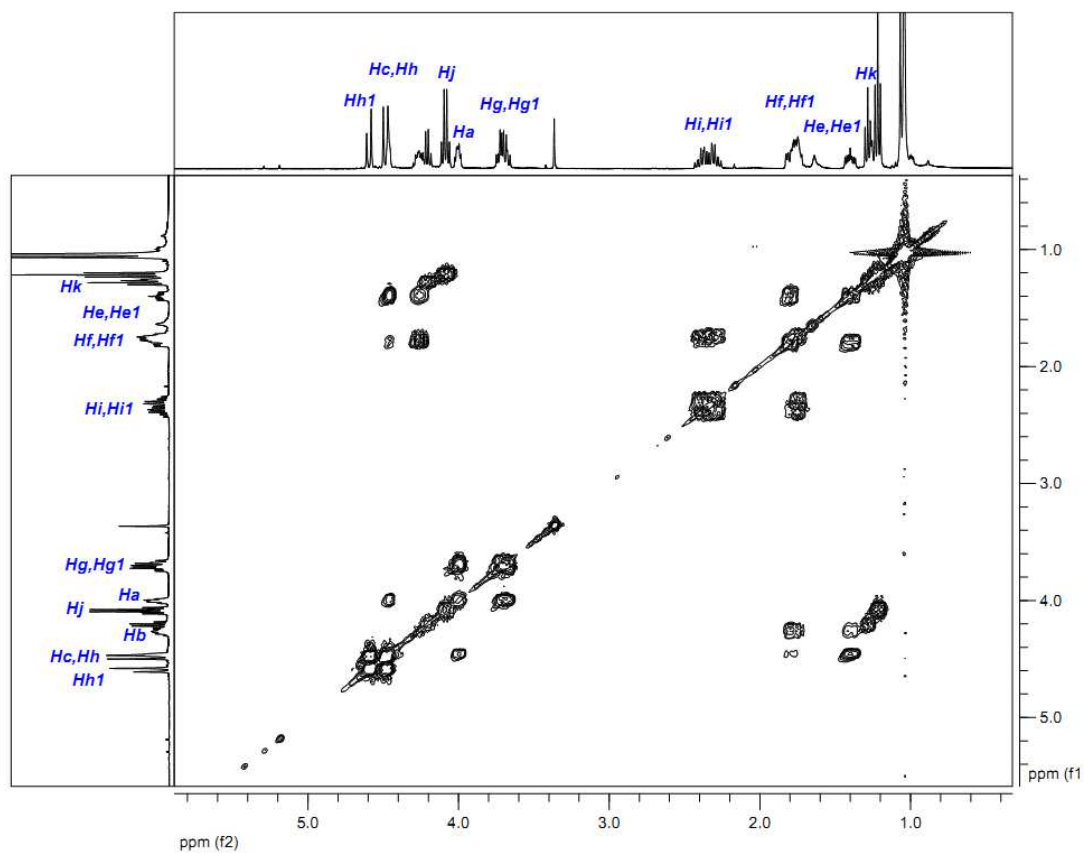 Hc,Hh
Hj
Hk
Hh1
Hg,Hg1
Hf,Hf1
Ha
Hi,Hi1
He,He1
Hk
He,He1
Hf,Hf1
Hi,Hi1
Hg,Hg1
Ha
Hj
Hb
Hc,Hh
Hh1
1.0
2.0
3.0
4.0
5.0
ppm (f1
5.0 4.0 3.0 2.0 1.0
ppm (f2)